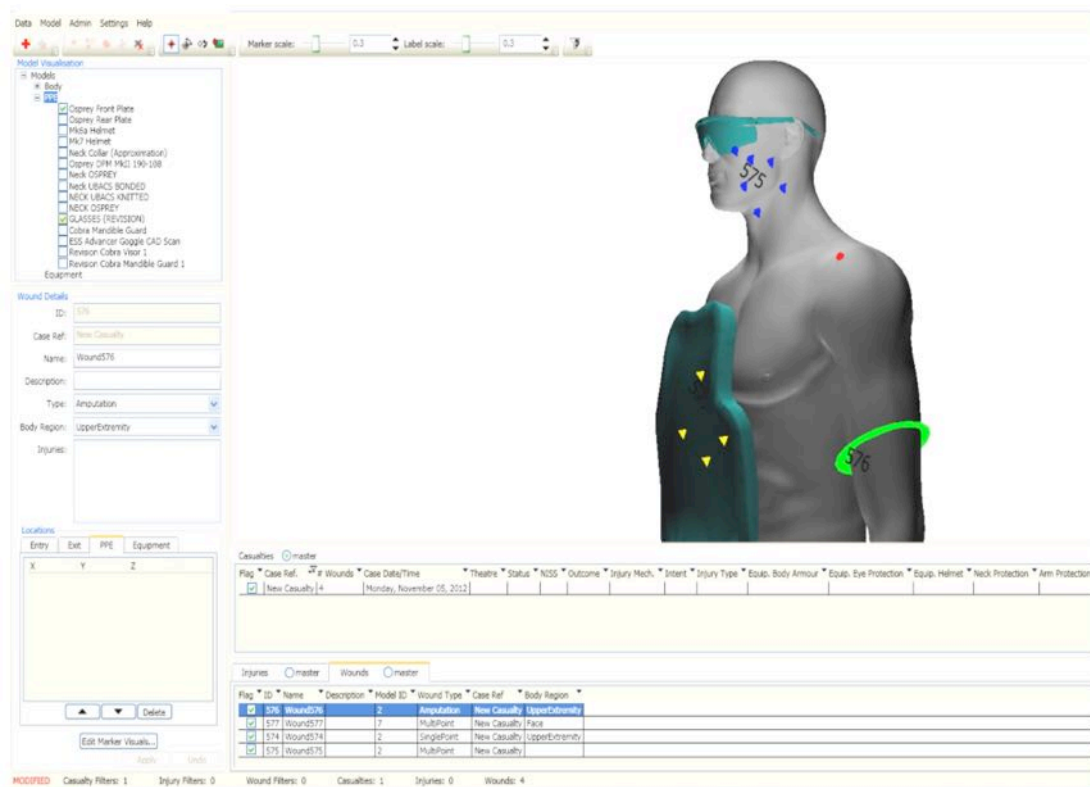 Data Model Admin Settings Help
Marker scale: 0.3 Label scale: 0.3
Model Visualisation
Models
Body
PPE
Osprey Front Plate
Osprey Rear Plate
Mk6a Helmet
Mk7 Helmet
Neck Collar (Approximation)
Osprey DPM MkII 190-108
Neck OSPREY
Neck UBACS BONDED
NECK UBACS KNITTED
NECK OSPREY
GLASSES (REVISION)
Cobra Mandible Guard
ESS Advancer Goggle CAD Scan
Revision Cobra Visor 1
Revision Cobra Mandible Guard 1
Equipment
575
576
Wound Details
ID: 576
Case Ref: New Casualty
Name: Wound576
Description:
Type: Amputation
Body Region: UpperExtremity
Injuries:
Locations
Entry Exit PPE Equipment
X Y Z
Delete
Edit Marker Visuals...
Apply Undo
Casualties master
Flag Case Ref. # Wounds Case Date/Time Theatre Status NISS Outcome Injury Mech. Intent Injury Type Equip. Body Armour Equip. Eye Protection Equip. Helmet Neck Protection Arm Protection
New Casualty 4 Monday, November 05, 2012
Injuries master Wounds master
Flag ID Name Description Model ID Wound Type Case Ref Body Region
576 Wound576 2 Amputation New Casualty UpperExtremity
577 Wound577 7 MultiPoint New Casualty Face
574 Wound574 2 SinglePoint New Casualty UpperExtremity
575 Wound575 2 MultiPoint New Casualty
MODIFIED Casualty Filters: 1 Injury Filters: 0 Wound Filters: 0 Casualties: 1 Injuries: 0 Wounds: 4